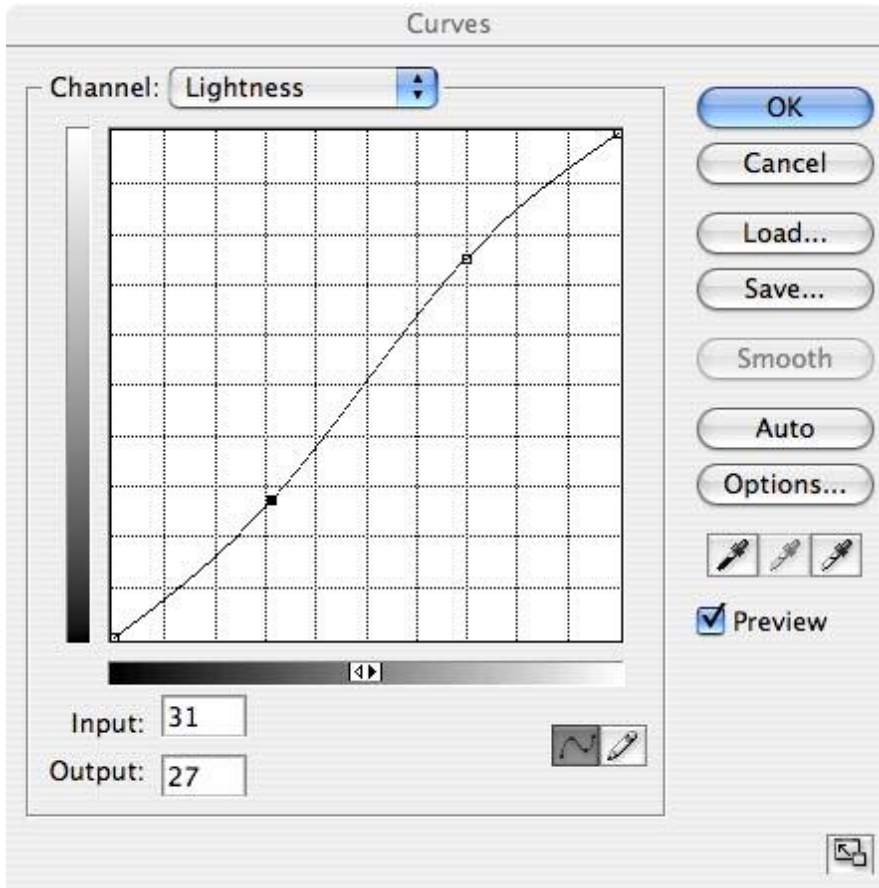 Curves
Channel: Lightness
OK
Cancel
Load...
Save...
Smooth
Auto
Options...
Preview
Input: 31
Output: 27